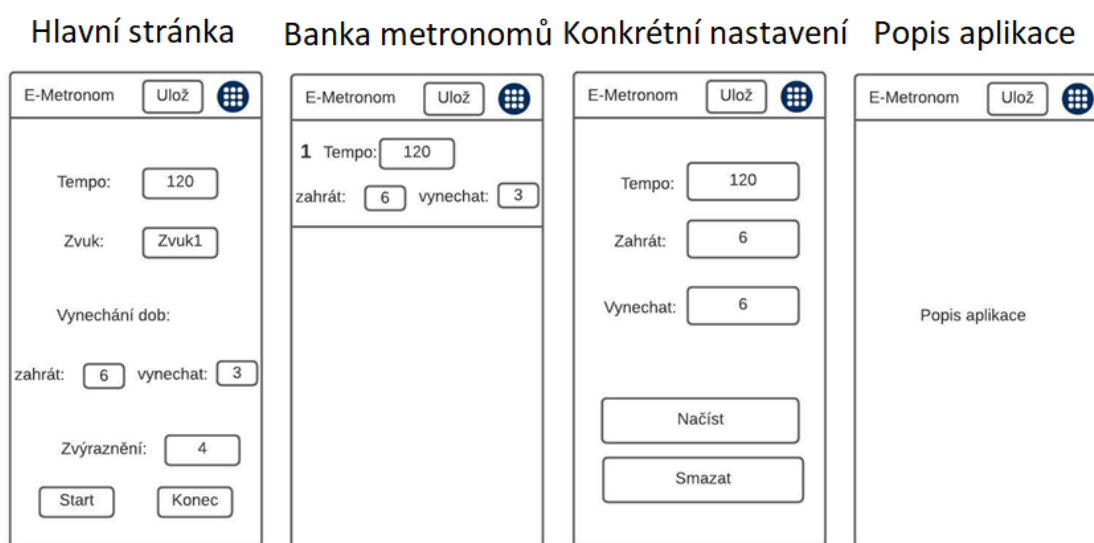 Hlavní stránka
E-Metronom Ulož
Tempo: 120
Zvuk: Zvuk1
Vynechání dob:
zahrát: 6 vynechat: 3
Zvýraznění: 4
Start Konec
Banka metronomů
E-Metronom Ulož
1 Tempo: 120
zahrát: 6 vynechat: 3
Konkrétní nastavení
E-Metronom Ulož
Tempo: 120
Zahrát: 6
Vynechat: 6
Načíst
Smazat
Popis aplikace
E-Metronom Ulož
Popis aplikace